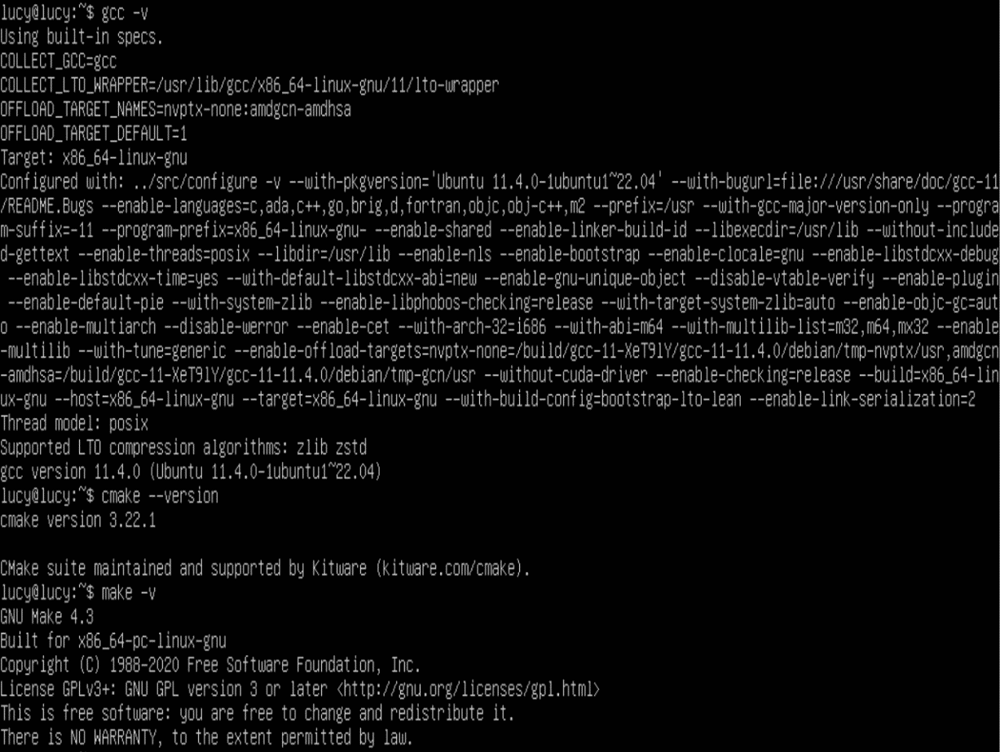 lucy@lucy:~$ gcc -v
Using built-in specs.
COLLECT_GCC=gcc
COLLECT_LTO_WRAPPER=/usr/lib/gcc/x86_64-linux-gnu/11/lto-wrapper
OFFLOAD_TARGET_NAMES=nvptx-none:amdgcn-amdhsa
OFFLOAD_TARGET_DEFAULT=1
Target: x86_64-linux-gnu
Configured with: ../src/configure -v --with-pkgversion='Ubuntu 11.4.0-1ubuntu1~22.04' --with-bugurl=file:///usr/share/doc/gcc-11
/README.Bugs --enable-languages=c,ada,c++,go,brig,d,fortran,objc,obj-c++,m2 --prefix=/usr --with-gcc-major-version-only --progra
m-suffix=-11 --program-prefix=x86_64-linux-gnu- --enable-shared --enable-linker-build-id --libexecdir=/usr/lib --without-include
d-gettext --enable-threads=posix --libdir=/usr/lib --enable-nls --enable-bootstrap --enable-clocale=gnu --enable-libstdcxx-debug
 --enable-libstdcxx-time=yes --with-default-libstdcxx-abi=new --enable-gnu-unique-object --disable-vtable-verify --enable-plugin
 --enable-default-pie --with-system-zlib --enable-libphobos-checking=release --with-target-system-zlib=auto --enable-objc-gc=aut
o --enable-multiarch --disable-werror --enable-cet --with-arch-32=i686 --with-abi=m64 --with-multilib-list=m32,m64,mx32 --enable
-multilib --with-tune=generic --enable-offload-targets=nvptx-none=/build/gcc-11-XeT9lY/gcc-11-11.4.0/debian/tmp-nvptx/usr,amdgcn
-amdhsa=/build/gcc-11-XeT9lY/gcc-11-11.4.0/debian/tmp-gcn/usr --without-cuda-driver --enable-checking=release --build=x86_64-lin
ux-gnu --host=x86_64-linux-gnu --target=x86_64-linux-gnu --with-build-config=bootstrap-lto-lean --enable-link-serialization=2
Thread model: posix
Supported LTO compression algorithms: zlib zstd
gcc version 11.4.0 (Ubuntu 11.4.0-1ubuntu1~22.04)
lucy@lucy:~$ cmake --version
cmake version 3.22.1

CMake suite maintained and supported by Kitware (kitware.com/cmake).
lucy@lucy:~$ make -v
GNU Make 4.3
Built for x86_64-pc-linux-gnu
Copyright (C) 1988-2020 Free Software Foundation, Inc.
License GPLv3+: GNU GPL version 3 or later <http://gnu.org/licenses/gpl.html>
This is free software: you are free to change and redistribute it.
There is NO WARRANTY, to the extent permitted by law.